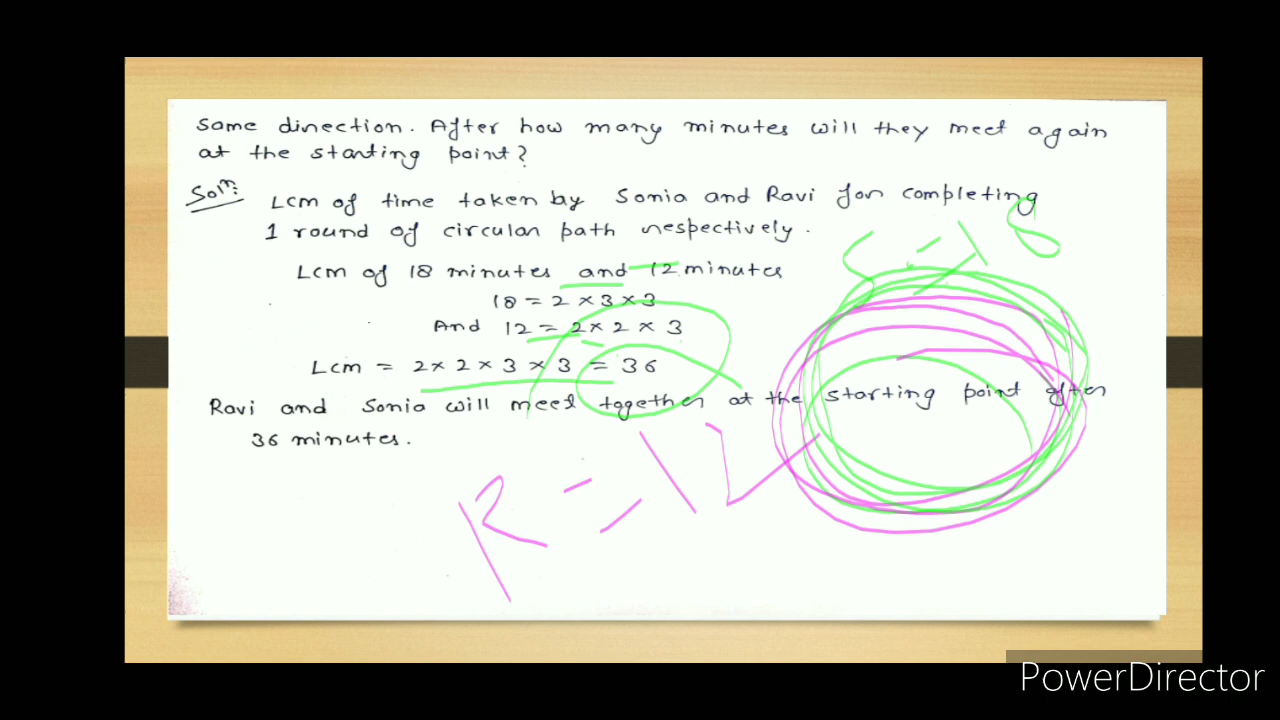 same direction. After how many minutes will they meet again
at the starting point?
Soln:
LCM of time taken by Sonia and Ravi for completing
1 round of circular path respectively.
LCM of 18 minutes and 12 minutes
18 = 2 × 3 × 3
And 12 = 2 × 2 × 3
LCM = 2 × 2 × 3 × 3 = 36
Ravi and Sonia will meet together at the starting point after
36 minutes.
S = 18
R = 12
PowerDirector